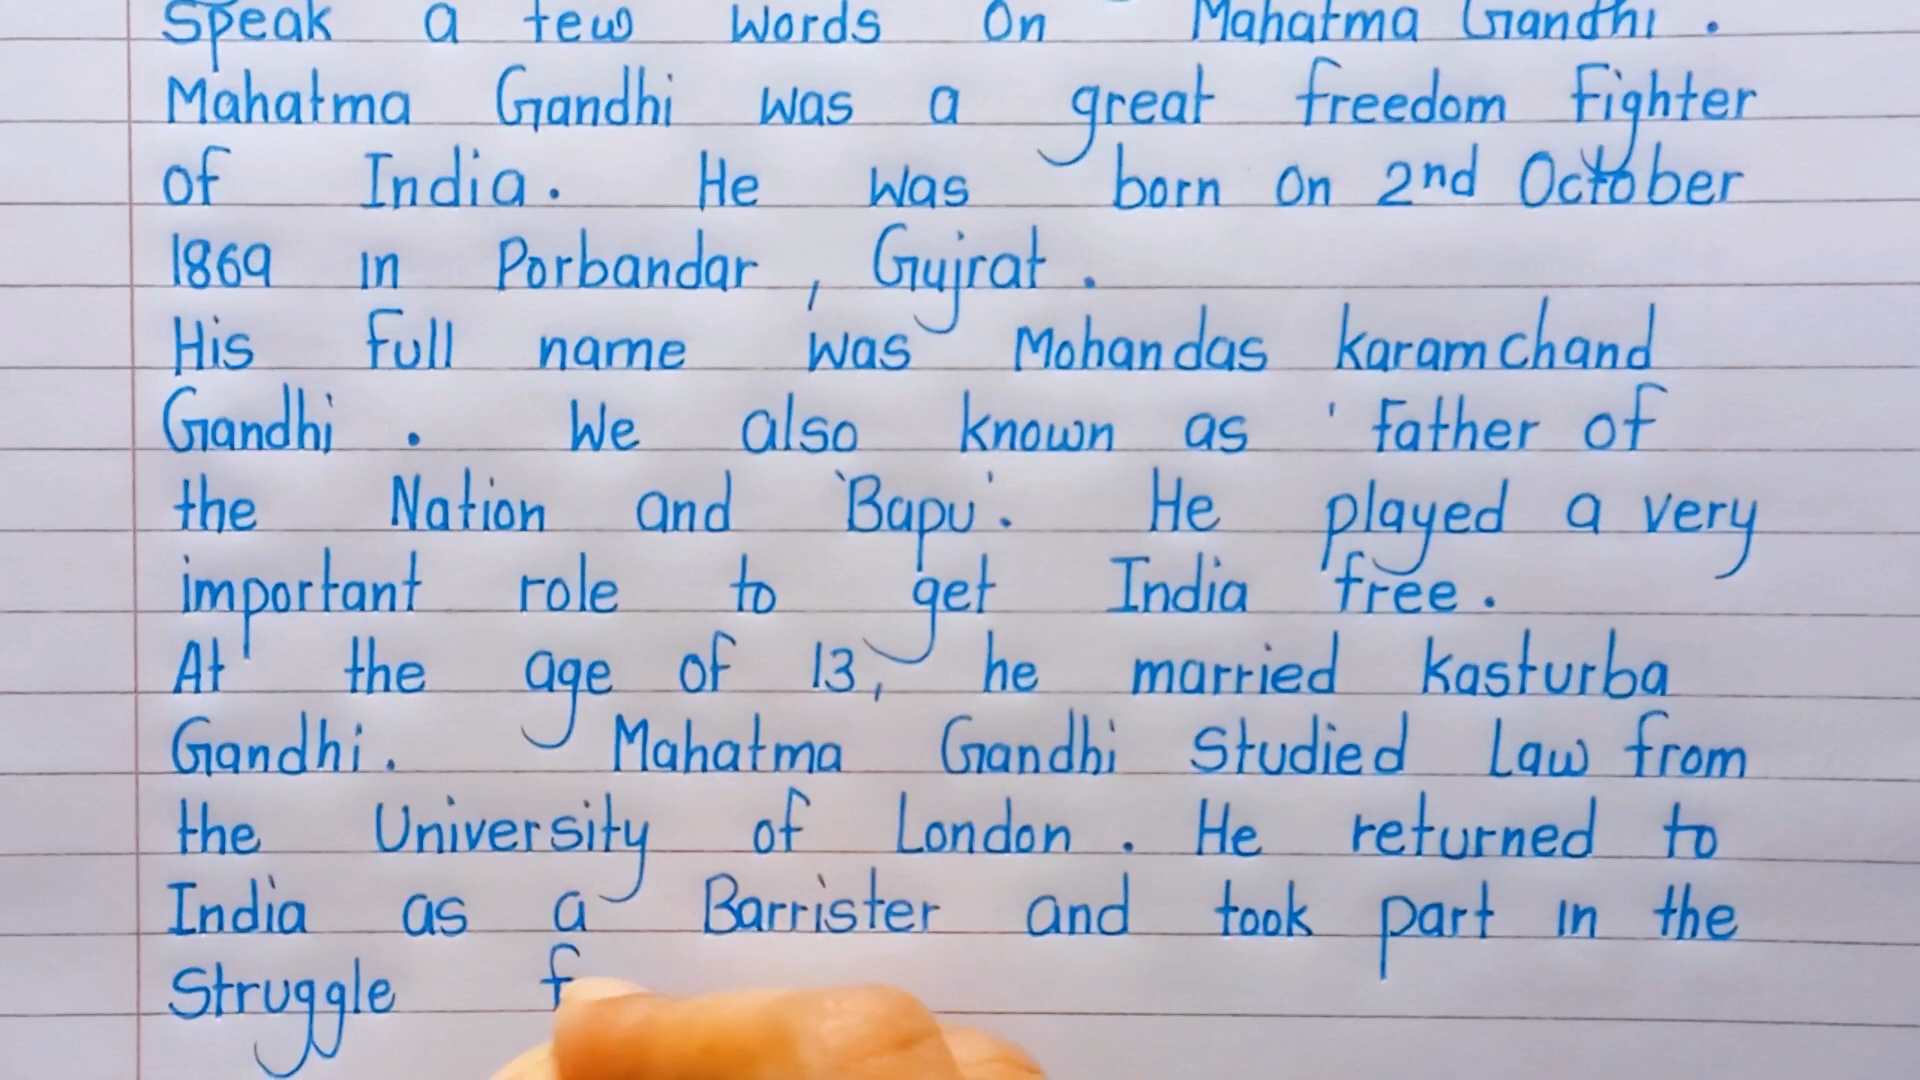 Speak a few words on Mahatma Gandhi .
Mahatma Gandhi was a great freedom Fighter
of India . He was born on 2nd October
1869 in Porbandar , Gujrat .
His full name was Mohandas karamchand
Gandhi . We also known as ' Father of
the Nation and 'Bapu' . He played a very
important role to get India free .
At the age of 13, he married kasturba
Gandhi . Mahatma Gandhi studied Law from
the University of London . He returned to
India as a Barrister and took part in the
Struggle f